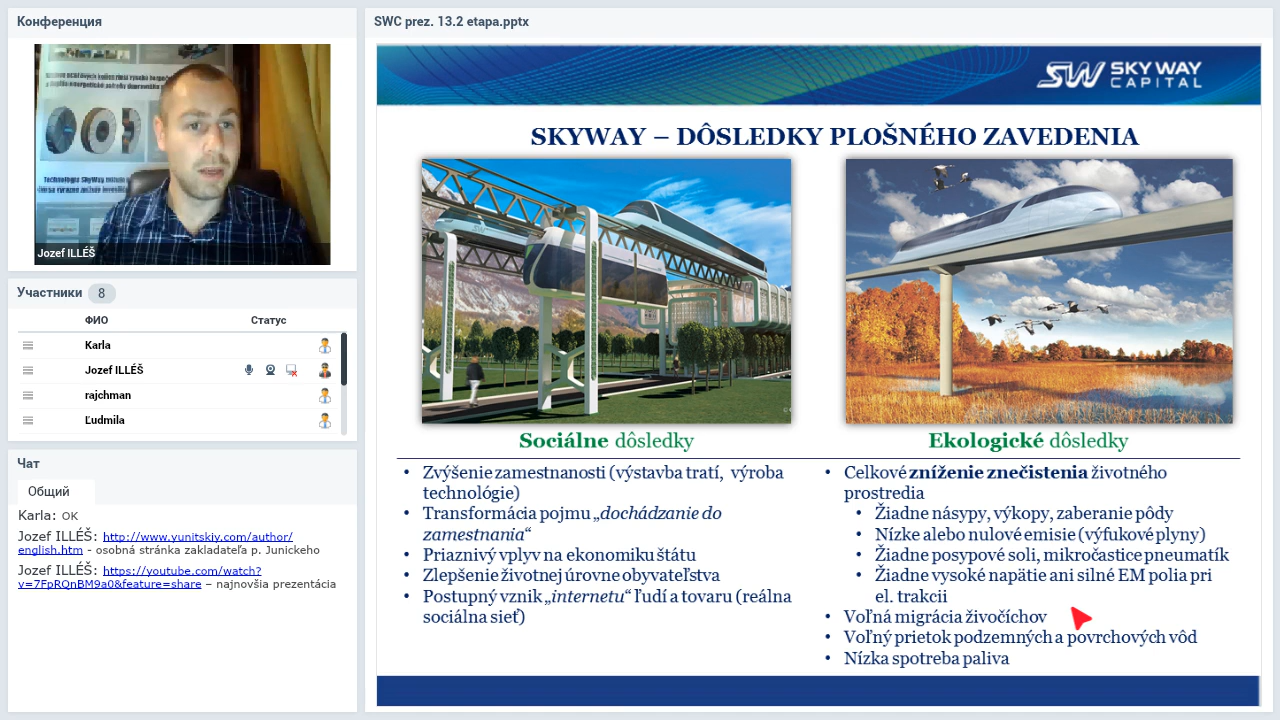 Конференция
Jozef ILLÉŠ
Участники 8
ФИО Статус
Karla
Jozef ILLÉŠ
rajchman
Ľudmila
Чат
Общий
Karla: OK
Jozef ILLÉŠ: http://www.yunitskiy.com/author/
english.htm - osobná stránka zakladateľa p. Junickeho
Jozef ILLÉŠ: https://youtube.com/watch?
v=7FpRQnBM9a0&feature=share – najnovšia prezentácia
SWC prez. 13.2 etapa.pptx
SW SKY WAY
CAPITAL
SKYWAY – DÔSLEDKY PLOŠNÉHO ZAVEDENIA
Sociálne dôsledky
• Zvýšenie zamestnanosti (výstavba tratí, výroba
technológie)
• Transformácia pojmu „dochádzanie do
zamestnania“
• Priaznivý vplyv na ekonomiku štátu
• Zlepšenie životnej úrovne obyvateľstva
• Postupný vznik „internetu“ ľudí a tovaru (reálna
sociálna sieť)
Ekologické dôsledky
• Celkové zníženie znečistenia životného
prostredia
• Žiadne násypy, výkopy, zaberanie pôdy
• Nízke alebo nulové emisie (výfukové plyny)
• Žiadne posypové soli, mikročastice pneumatík
• Žiadne vysoké napätie ani silné EM polia pri
el. trakcii
• Voľná migrácia živočíchov
• Voľný prietok podzemných a povrchových vôd
• Nízka spotreba paliva